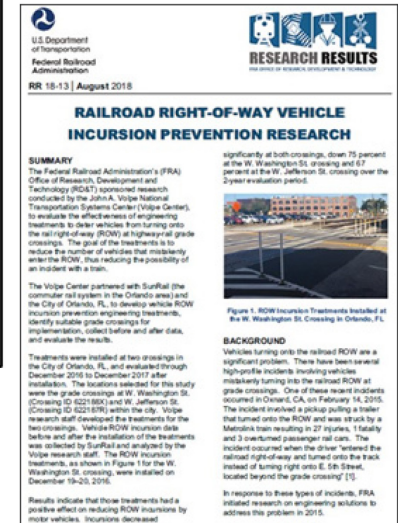 U.S. Department
of Transportation
Federal Railroad
Administration
RESEARCH RESULTS
FRA OFFICE OF RESEARCH, DEVELOPMENT & TECHNOLOGY
RR 18-13 | August 2018
RAILROAD RIGHT-OF-WAY VEHICLE
INCURSION PREVENTION RESEARCH
SUMMARY
The Federal Railroad Administration's (FRA)
Office of Research, Development and
Technology (RD&T) sponsored research
conducted by the John A. Volpe National
Transportation Systems Center (Volpe Center),
to evaluate the effectiveness of engineering
treatments to deter vehicles from turning onto
the rail right-of-way (ROW) at highway-rail grade
crossings. The goal of the treatments is to
reduce the number of vehicles that mistakenly
enter the ROW, thus reducing the possibility of
an incident with a train.
The Volpe Center partnered with SunRail (the
commuter rail system in the Orlando area) and
the City of Orlando, FL, to develop vehicle ROW
incursion prevention engineering treatments,
identify suitable grade crossings for
implementation, collect before and after data,
and evaluate the results.
Treatments were installed at two crossings in
the City of Orlando, FL, and evaluated through
December 2016 to December 2017 after
installation. The locations selected for this study
were the grade crossings at W. Washington St.
(Crossing ID 622186X) and W. Jefferson St.
(Crossing ID 622187R) within the city. Volpe
research staff developed the treatments for the
two crossings. Vehicle ROW incursion data
before and after the installation of the treatments
was collected by SunRail and analyzed by the
Volpe research staff. The ROW incursion
treatments, as shown in Figure 1 for the W.
Washington St. crossing, were installed on
December 19–20, 2016.
Results indicate that those treatments had a
positive effect on reducing ROW incursions by
motor vehicles. Incursions decreased
significantly at both crossings, down 75 percent
at the W. Washington St. crossing and 67
percent at the W. Jefferson St. crossing over the
2-year evaluation period.
Figure 1. ROW Incursion Treatments Installed at
the W. Washington St. Crossing in Orlando, FL
BACKGROUND
Vehicles turning onto the railroad ROW are a
significant problem. There have been several
high-profile incidents involving vehicles
mistakenly turning into the railroad ROW at
grade crossings. One of these recent incidents
occurred in Oxnard, CA, on February 14, 2015.
The incident involved a pickup pulling a trailer
that turned onto the ROW and was struck by a
Metrolink train resulting in 27 injuries, 1 fatality
and 3 overturned passenger rail cars. The
incident occurred when the driver "entered the
railroad right-of-way and turned onto the track
instead of turning right onto E. 5th Street,
located beyond the grade crossing" [1].
In response to these types of incidents, FRA
initiated research on engineering solutions to
address this problem in 2015.